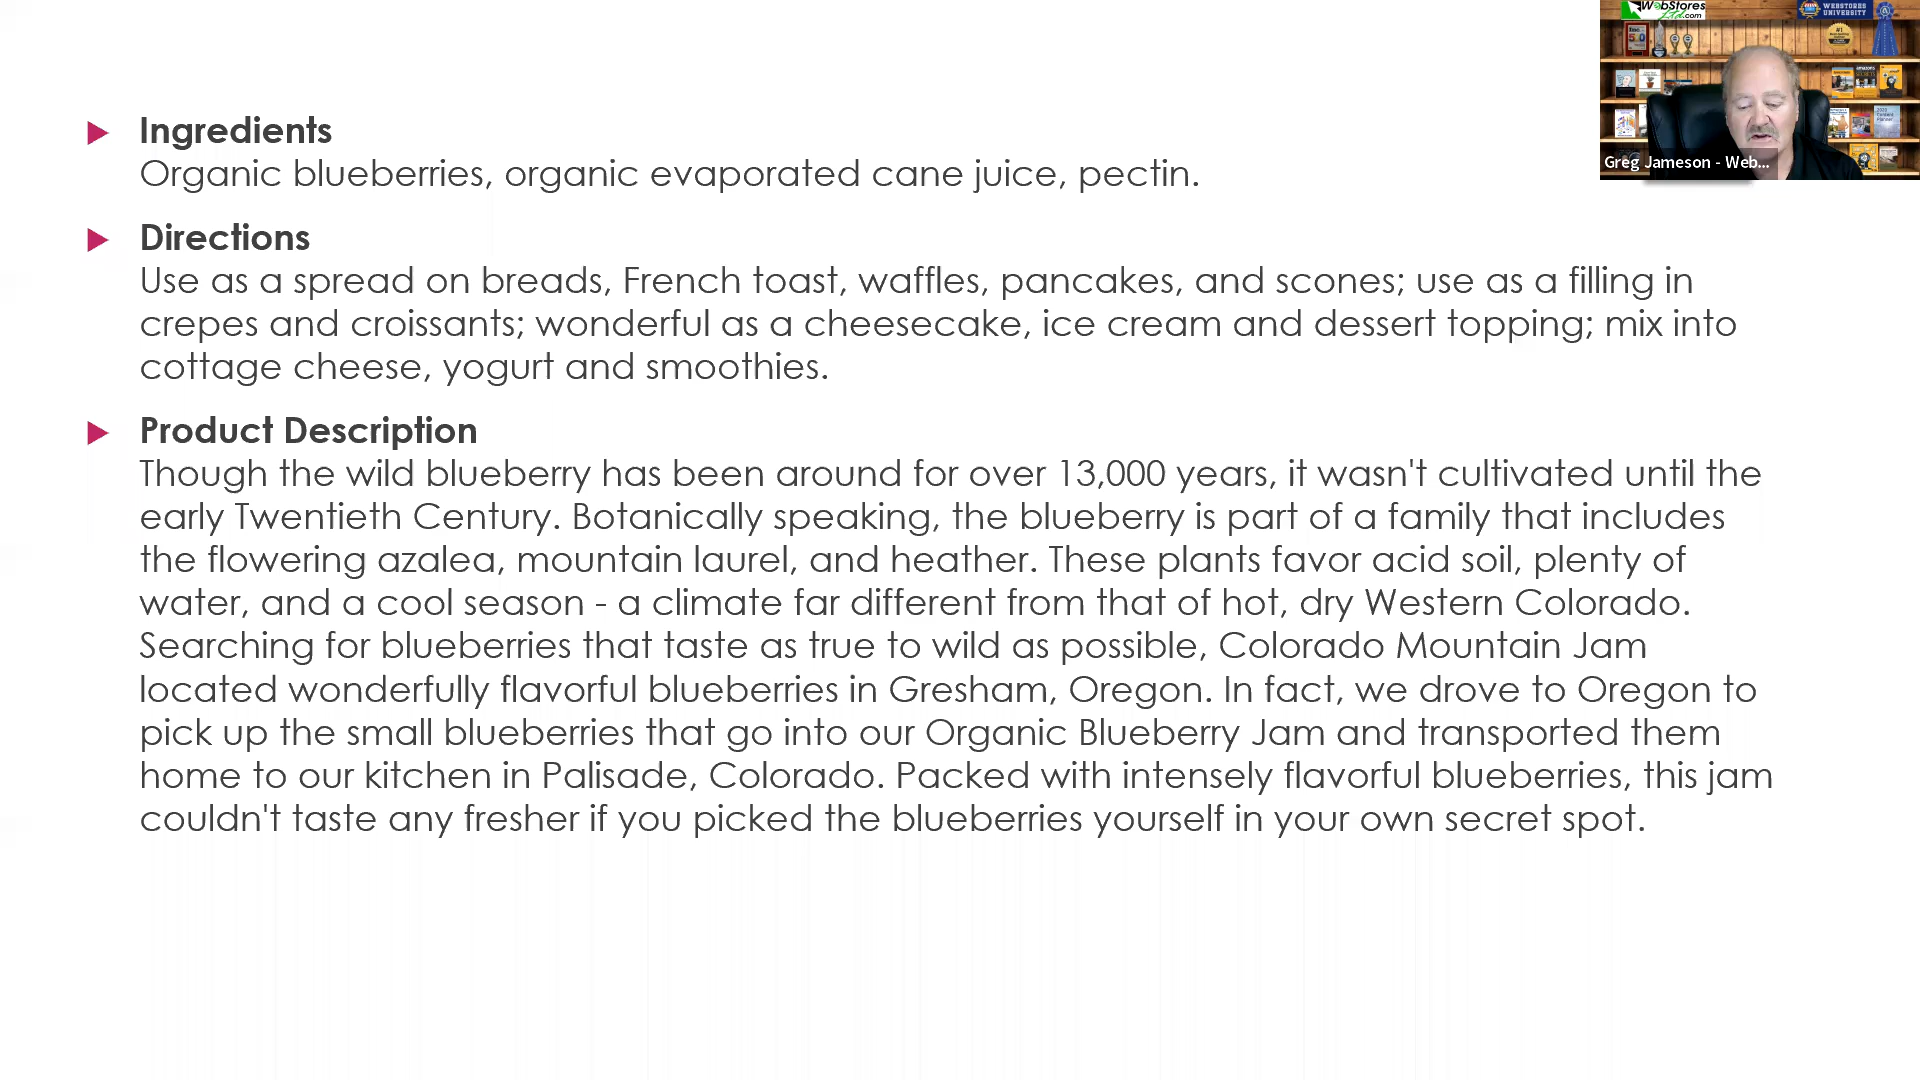 WebStores
Ltd.com
WEBSTORES
UNIVERSITY
Ingredients
Organic blueberries, organic evaporated cane juice, pectin.
Greg Jameson - Web...
Directions
Use as a spread on breads, French toast, waffles, pancakes, and scones; use as a filling in
crepes and croissants; wonderful as a cheesecake, ice cream and dessert topping; mix into
cottage cheese, yogurt and smoothies.
Product Description
Though the wild blueberry has been around for over 13,000 years, it wasn't cultivated until the
early Twentieth Century. Botanically speaking, the blueberry is part of a family that includes
the flowering azalea, mountain laurel, and heather. These plants favor acid soil, plenty of
water, and a cool season - a climate far different from that of hot, dry Western Colorado.
Searching for blueberries that taste as true to wild as possible, Colorado Mountain Jam
located wonderfully flavorful blueberries in Gresham, Oregon. In fact, we drove to Oregon to
pick up the small blueberries that go into our Organic Blueberry Jam and transported them
home to our kitchen in Palisade, Colorado. Packed with intensely flavorful blueberries, this jam
couldn't taste any fresher if you picked the blueberries yourself in your own secret spot.